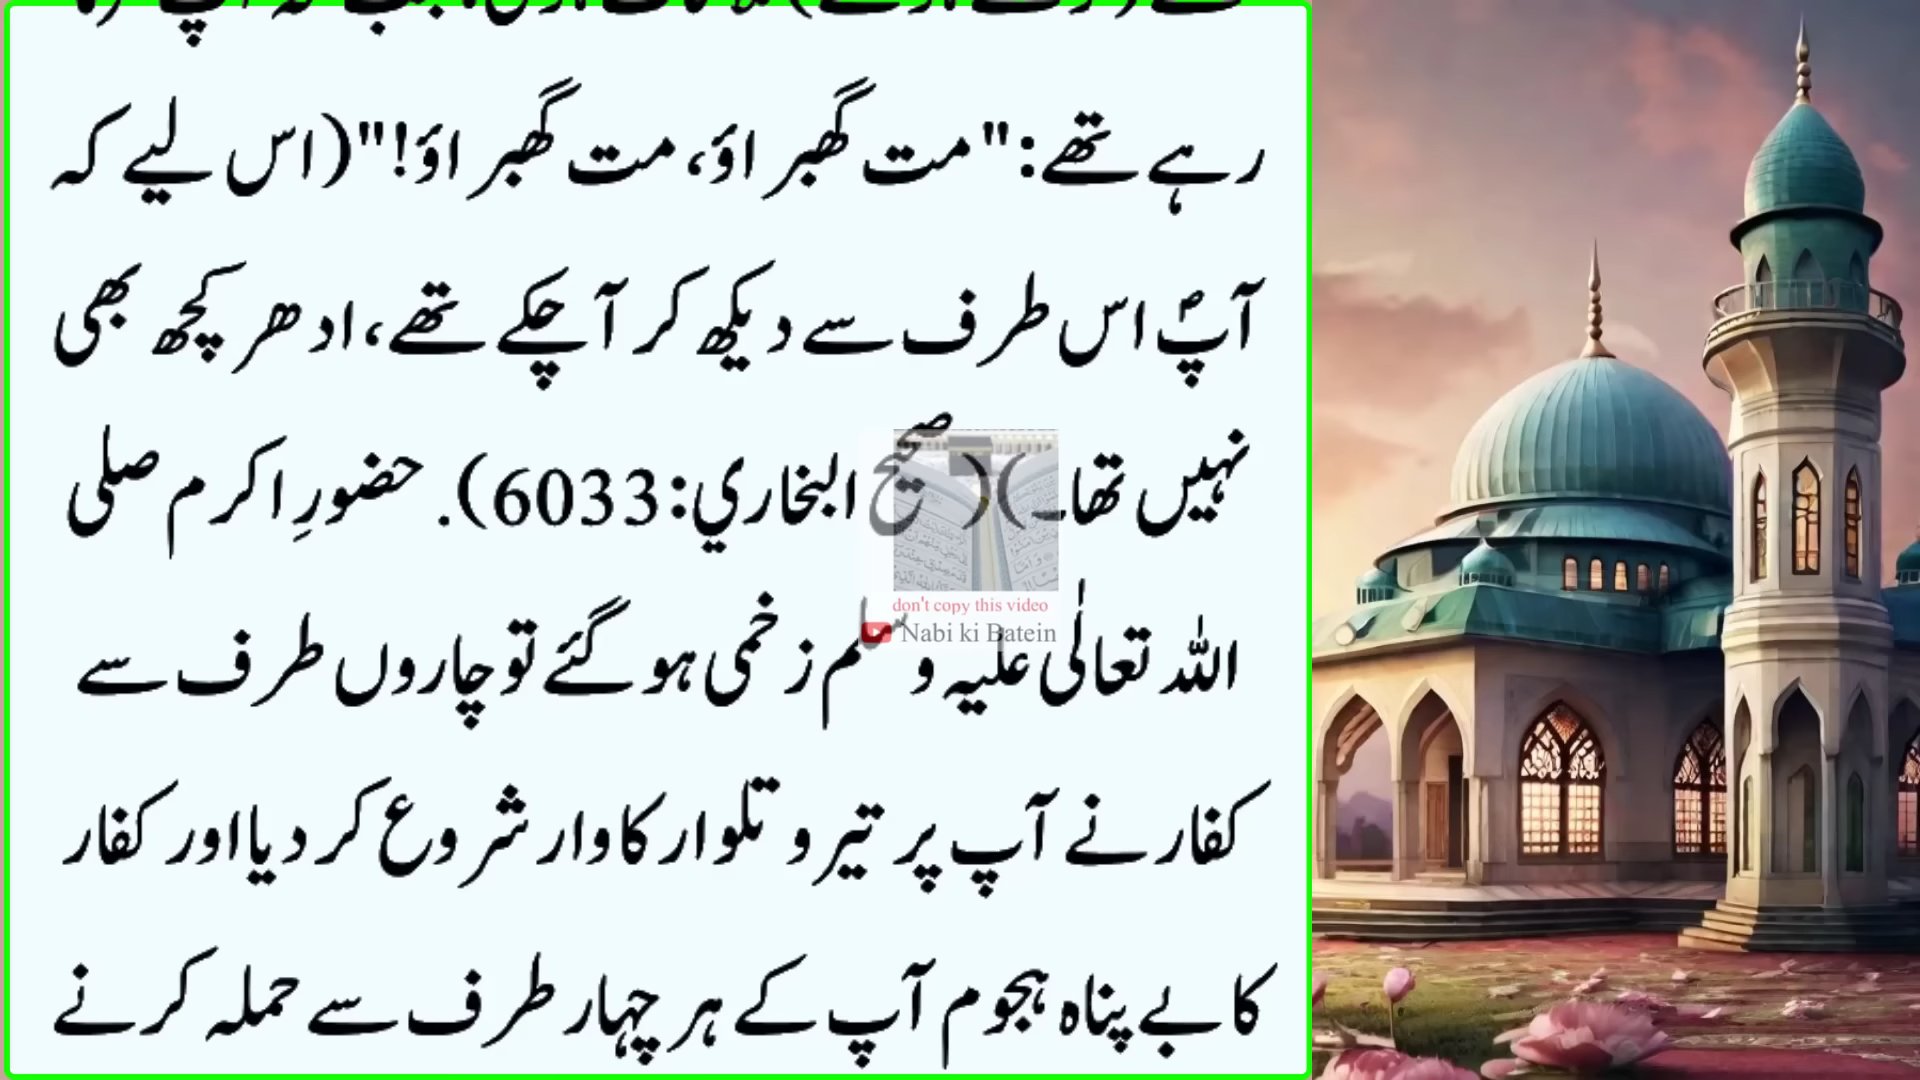 رہے تھے: "مت گھبراؤ، مت گھبراؤ!" (اس لیے کہ
آپؐ اس طرف سے دیکھ کر آ چکے تھے، ادھر کچھ بھی
نہیں تھا۔)(صحیح البخاري: 6033). حضورِ اکرم صلی
اللہ تعالٰی علیہ وسلم زخمی ہو گئے تو چاروں طرف سے
کفار نے آپ پر تیر و تلوار کا وار شروع کر دیا اور کفار
کا بے پناہ ہجوم آپ کے ہر چہار طرف سے حملہ کرنے
don't copy this video
Nabi ki Batein